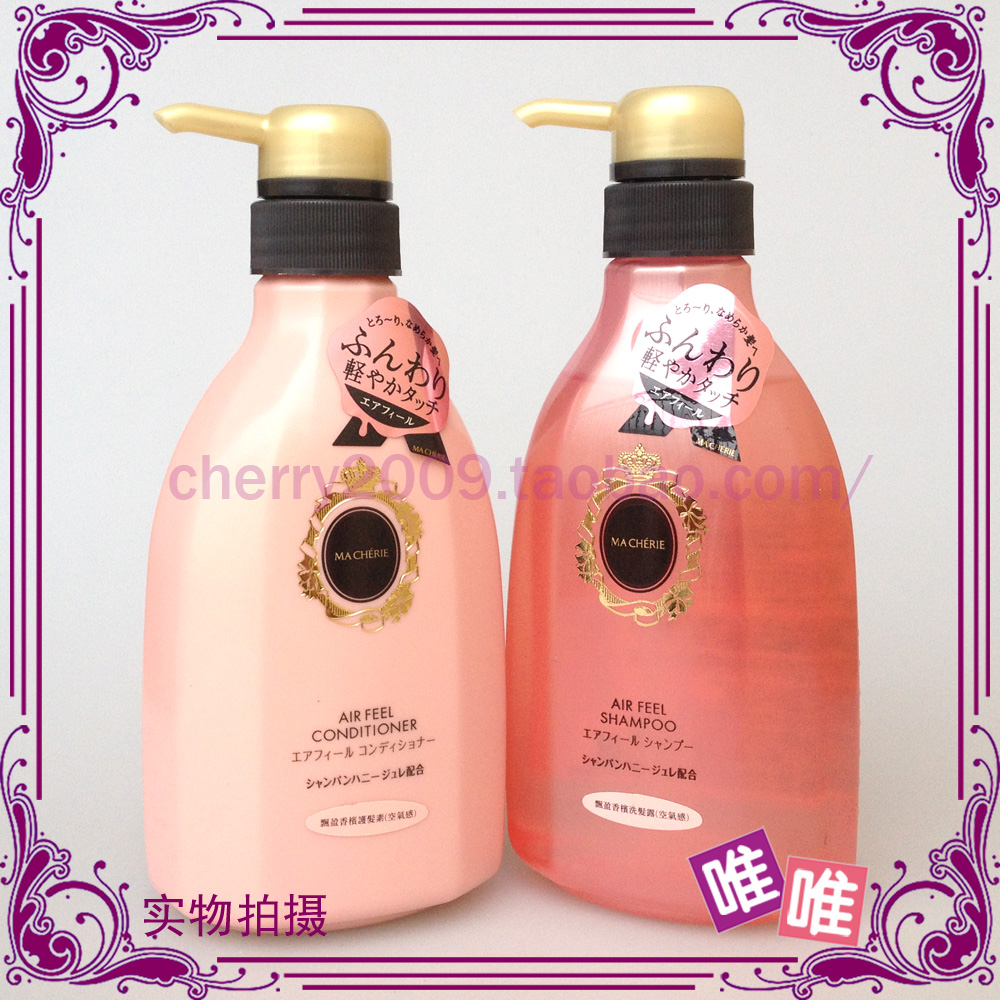 とろ〜り、なめらか髪へ
ふんわり
軽やかタッチ
エアフィール
MA CHÉRIE
とろ〜り、なめらか髪へ
ふんわり
軽やかタッチ
エアフィール
MA CHÉRIE
cherry2009.taobao.com/
MA CHÉRIE
MA CHÉRIE
AIR FEEL
CONDITIONER
エアフィール コンディショナー
シャンパンハニージュレ配合
飄盈香檳護髮素(空氣感)
AIR FEEL
SHAMPOO
エアフィール シャンプー
シャンパンハニージュレ配合
飄盈香檳洗髮露(空氣感)
实物拍摄
唯
唯